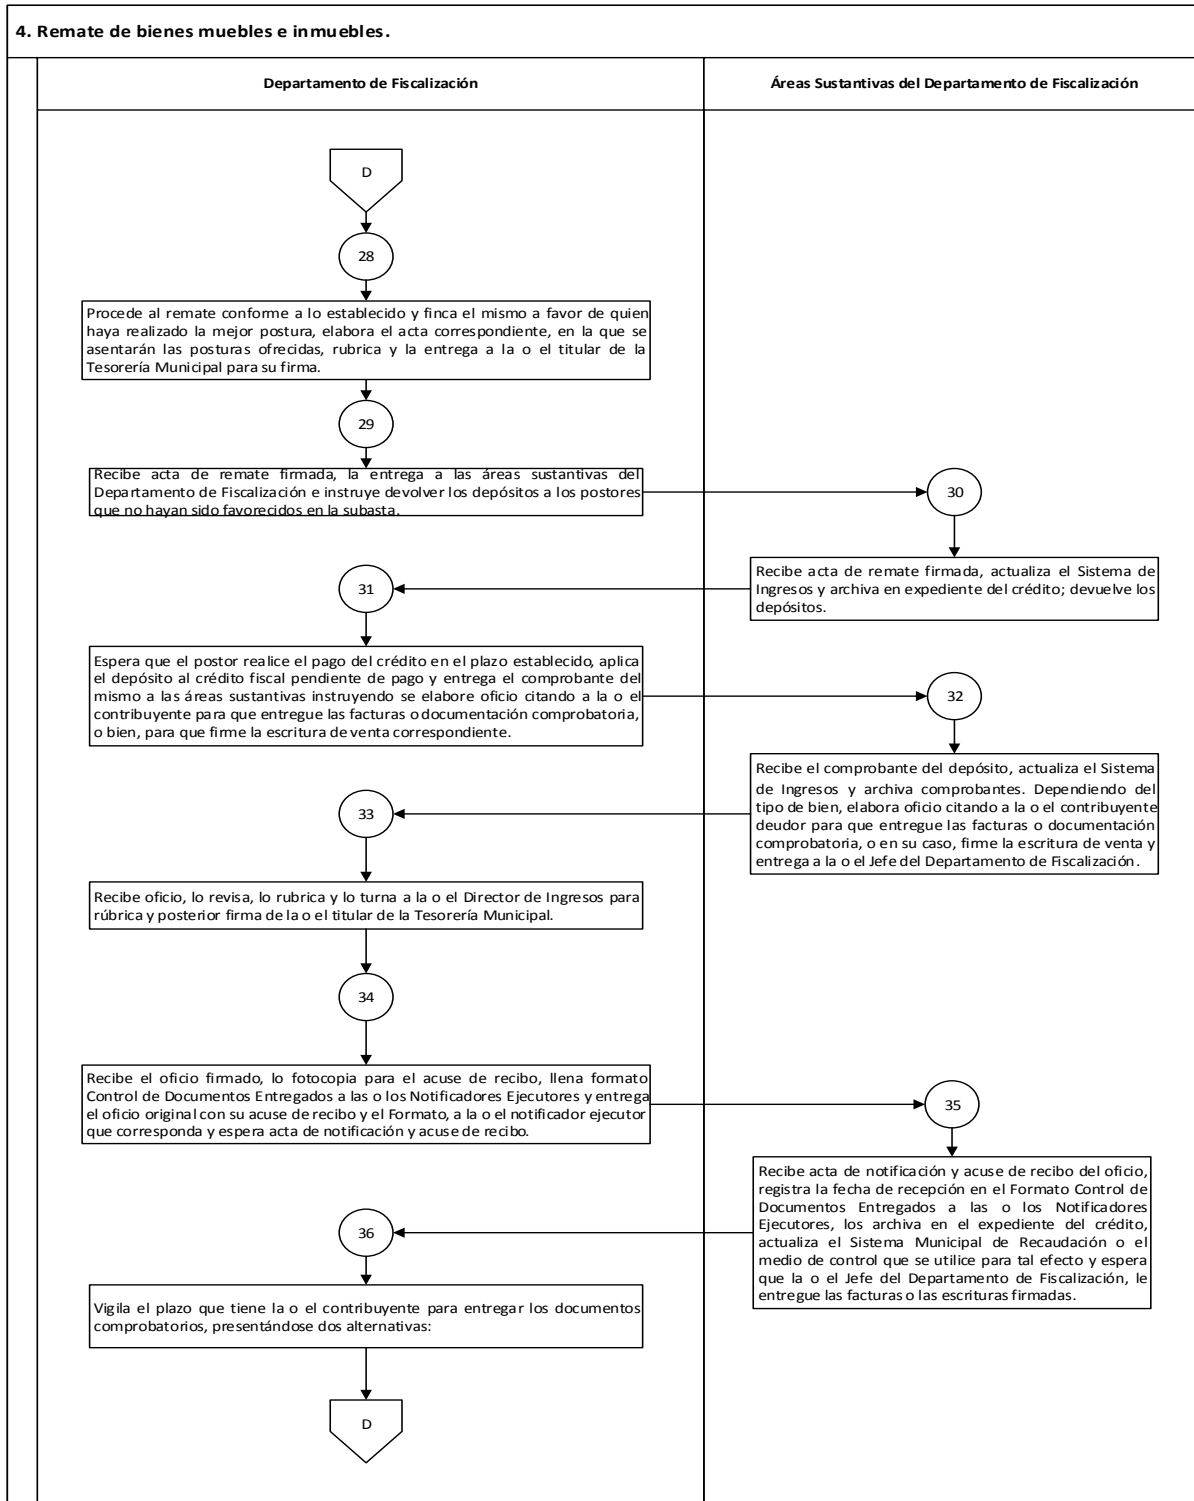 4. Remate de bienes muebles e inmuebles.
Departamento de Fiscalización
Áreas Sustantivas del Departamento de Fiscalización
D
28
Procede al remate conforme a lo establecido y finca el mismo a favor de quien
haya realizado la mejor postura, elabora el acta correspondiente, en la que se
asentarán las posturas ofrecidas, rubrica y la entrega a la o el titular de la
Tesorería Municipal para su firma.
29
Recibe acta de remate firmada, la entrega a las áreas sustantivas del
Departamento de Fiscalización e instruye devolver los depósitos a los postores
que no hayan sido favorecidos en la subasta.
30
Recibe acta de remate firmada, actualiza el Sistema de
Ingresos y archiva en expediente del crédito; devuelve los
depósitos.
31
Espera que el postor realice el pago del crédito en el plazo establecido, aplica
el depósito al crédito fiscal pendiente de pago y entrega el comprobante del
mismo a las áreas sustantivas instruyendo se elabore oficio citando a la o el
contribuyente para que entregue las facturas o documentación comprobatoria,
o bien, para que firme la escritura de venta correspondiente.
32
Recibe el comprobante del depósito, actualiza el Sistema
de Ingresos y archiva comprobantes. Dependiendo del
tipo de bien, elabora oficio citando a la o el contribuyente
deudor para que entregue las facturas o documentación
comprobatoria, o en su caso, firme la escritura de venta y
entrega a la o el Jefe del Departamento de Fiscalización.
33
Recibe oficio, lo revisa, lo rubrica y lo turna a la o el Director de Ingresos para
rúbrica y posterior firma de la o el titular de la Tesorería Municipal.
34
Recibe el oficio firmado, lo fotocopia para el acuse de recibo, llena formato
Control de Documentos Entregados a las o los Notificadores Ejecutores y entrega
el oficio original con su acuse de recibo y el Formato, a la o el notificador ejecutor
que corresponda y espera acta de notificación y acuse de recibo.
35
Recibe acta de notificación y acuse de recibo del oficio,
registra la fecha de recepción en el Formato Control de
Documentos Entregados a las o los Notificadores
Ejecutores, los archiva en el expediente del crédito,
actualiza el Sistema Municipal de Recaudación o el
medio de control que se utilice para tal efecto y espera
que la o el Jefe del Departamento de Fiscalización, le
entregue las facturas o las escrituras firmadas.
36
Vigila el plazo que tiene la o el contribuyente para entregar los documentos
comprobatorios, presentándose dos alternativas:
D